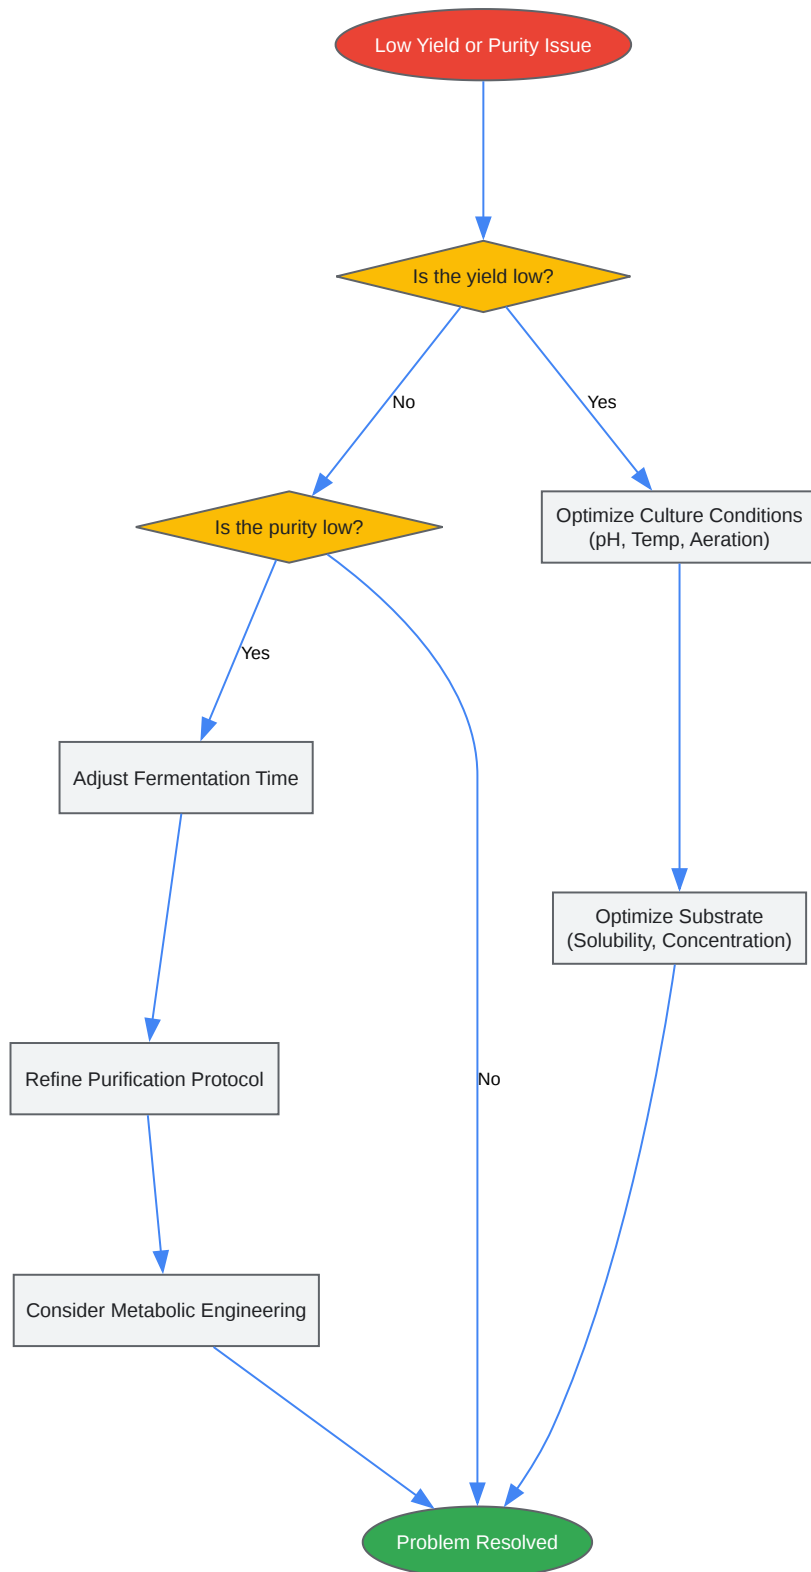 Low Yield or Purity Issue
Is the yield low?
No
Yes
Is the purity low?
Optimize Culture Conditions
(pH, Temp, Aeration)
Yes
Adjust Fermentation Time
Optimize Substrate
(Solubility, Concentration)
Refine Purification Protocol
No
Consider Metabolic Engineering
Problem Resolved